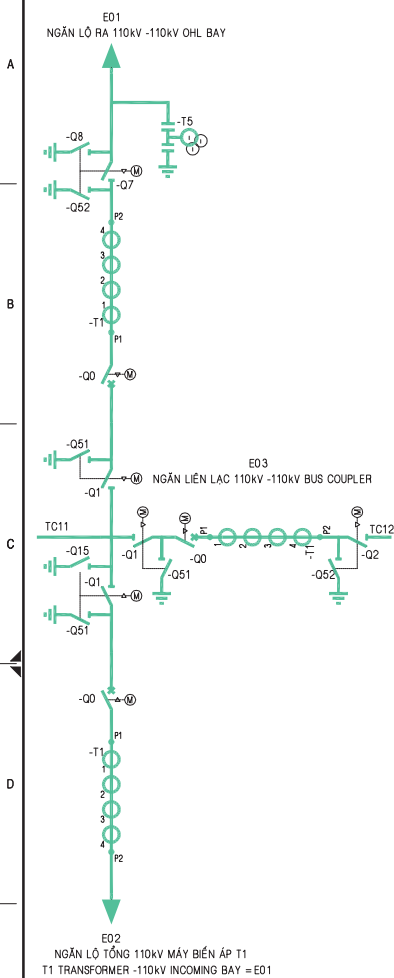 E01
NGĂN LỘ RA 110kV -110kV OHL BAY
A
-T5
-Q8
M
-Q7
-Q52
P2
4
B
3
2
1
-T1
P1
-Q0
M
-Q51
M
-Q1
E03
NGĂN LIÊN LẠC 110kV -110kV BUS COUPLER
M
M
M
TC11
P1
P2
TC12
C
-Q1
-Q0
1
2
3
4
-T1
-Q2
-Q15
-Q51
-Q52
-Q1
M
-Q51
-Q0
M
P1
-T1
1
D
2
3
4
P2
E02
NGĂN LỘ TỔNG 110kV MÁY BIẾN ÁP T1
T1 TRANSFORMER -110kV INCOMING BAY =E01